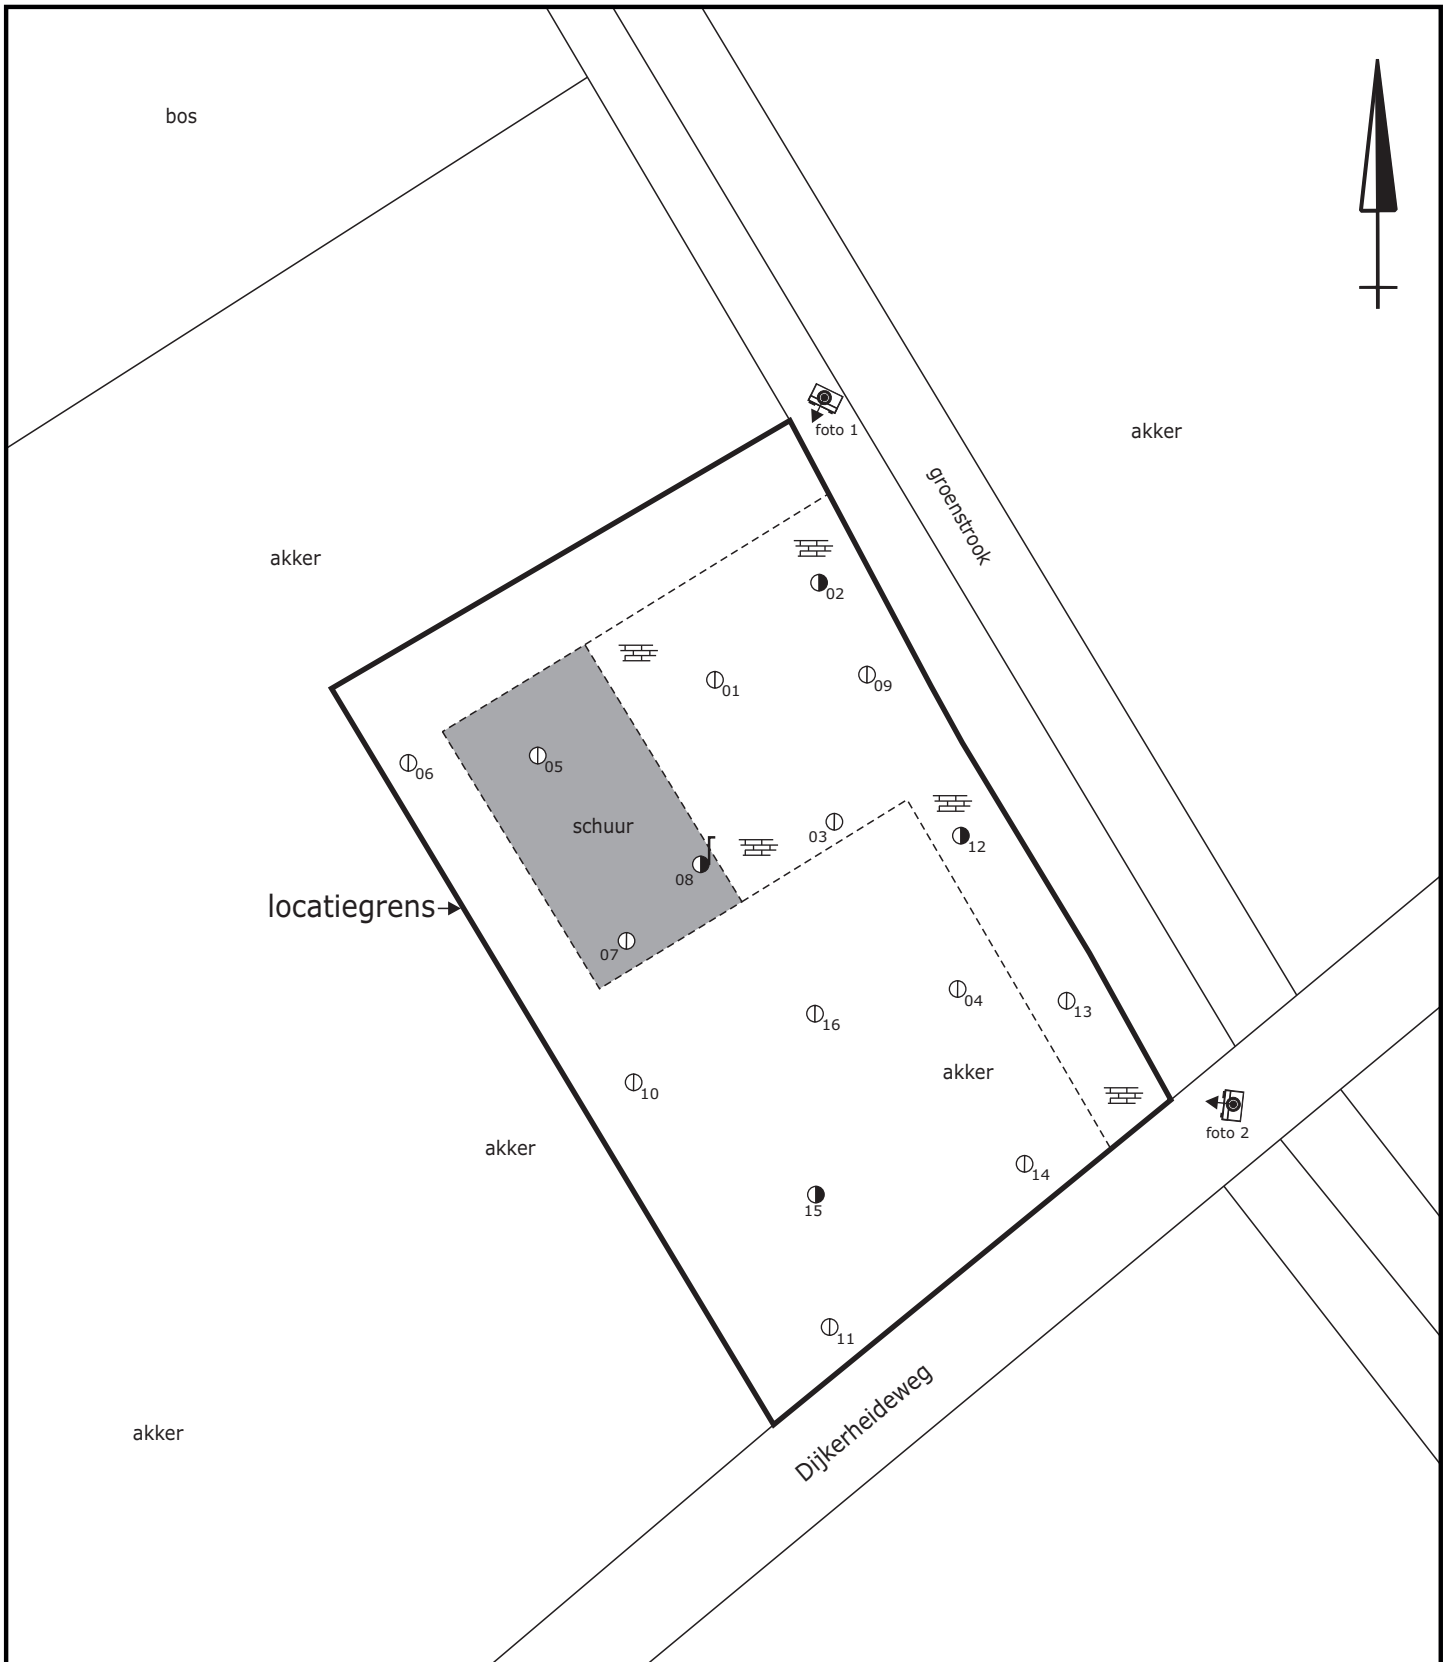 bos
foto 1
akker
groenstrook
akker
02
01
09
06
05
schuur
03
12
08
locatiegrens
07
04
13
16
akker
10
foto 2
akker
14
15
11
Dijkerheideweg
akker